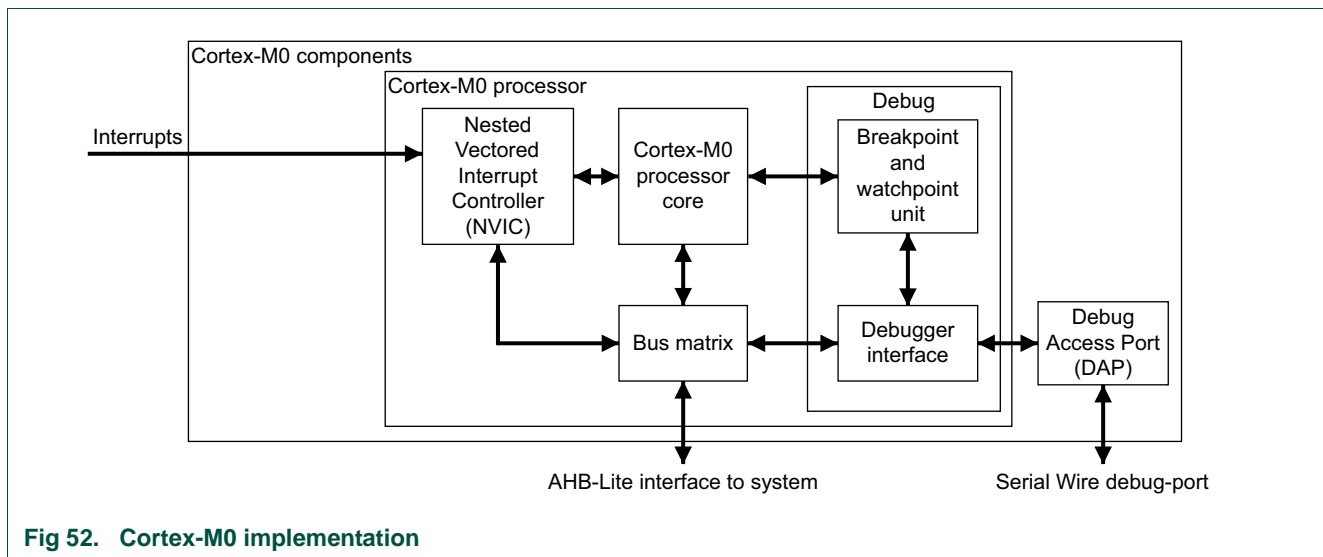 Cortex-M0 components
Cortex-M0 processor
Debug
Interrupts
Nested
Vectored
Interrupt
Controller
(NVIC)
Cortex-M0
processor
core
Breakpoint
and
watchpoint
unit
Bus matrix
Debugger
interface
Debug
Access Port
(DAP)
AHB-Lite interface to system
Serial Wire debug-port
Fig 52. Cortex-M0 implementation